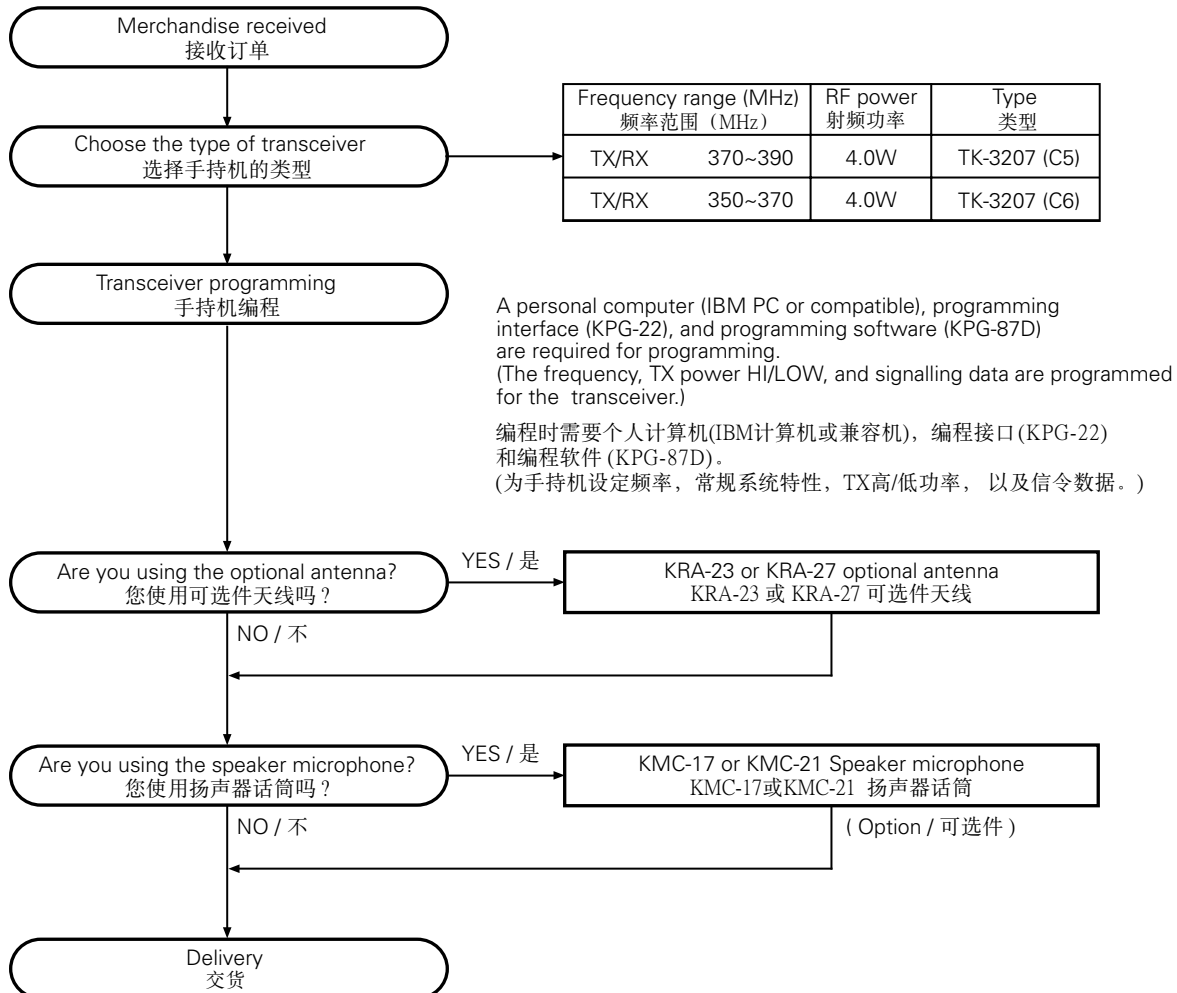 Merchandise received
接收订单
Choose the type of transceiver
选择手持机的类型
Frequency range (MHz) RF power Type
频率范围（MHz） 射频功率 类型
TX/RX 370~390 4.0W TK-3207 (C5)
TX/RX 350~370 4.0W TK-3207 (C6)
Transceiver programming
手持机编程
A personal computer (IBM PC or compatible), programming
interface (KPG-22), and programming software (KPG-87D)
are required for programming.
(The frequency, TX power HI/LOW, and signalling data are programmed
for the transceiver.)
编程时需要个人计算机(IBM计算机或兼容机)，编程接口(KPG-22)
和编程软件(KPG-87D)。
(为手持机设定频率，常规系统特性，TX高/低功率， 以及信令数据。)
Are you using the optional antenna?
您使用可选件天线吗？
YES / 是
KRA-23 or KRA-27 optional antenna
KRA-23 或 KRA-27 可选件天线
NO / 不
Are you using the speaker microphone?
您使用扬声器话筒吗？
YES / 是
KMC-17 or KMC-21 Speaker microphone
KMC-17或KMC-21 扬声器话筒
NO / 不
( Option / 可选件 )
Delivery
交货